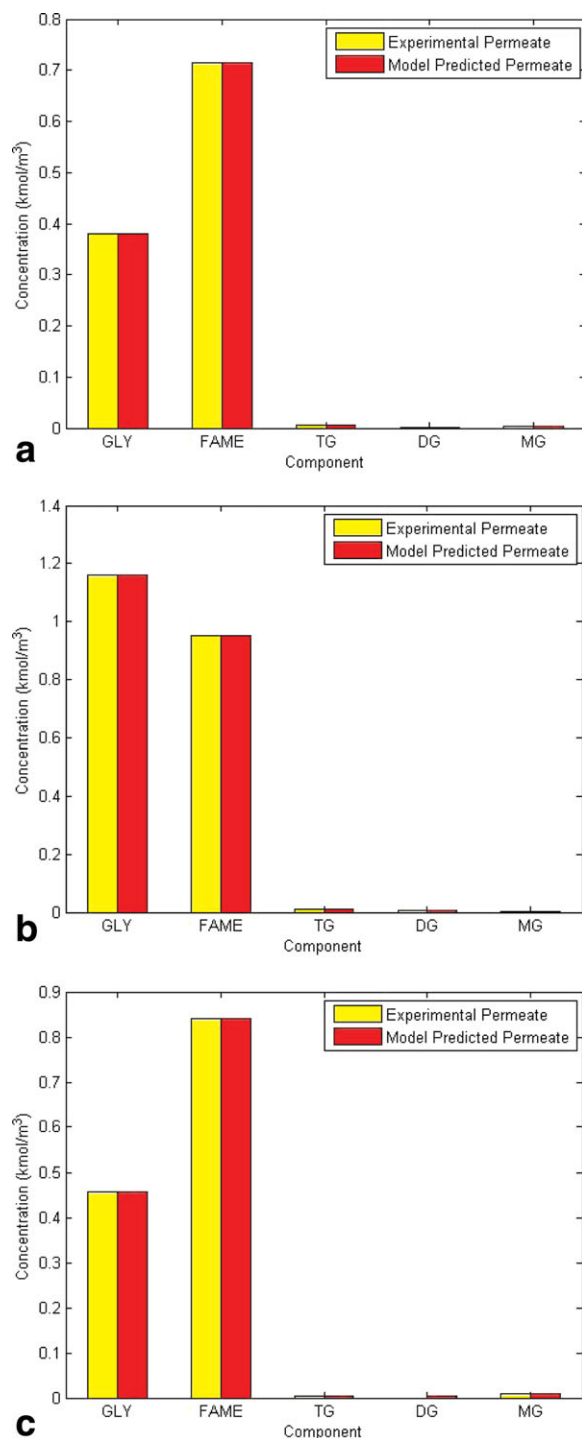 0.8
Experimental Permeate
Model Predicted Permeate
0.7
0.6
0.5
0.4
0.3
0.2
0.1
0
Concentration (kmol/m³)
GLY FAME TG DG MG
Component
a
1.4
Experimental Permeate
Model Predicted Permeate
1.2
1
0.8
0.6
0.4
0.2
0
Concentration (kmol/m³)
GLY FAME TG DG MG
Component
b
0.9
Experimental Permeate
Model Predicted Permeate
0.8
0.7
0.6
0.5
0.4
0.3
0.2
0.1
0
Concentration (kmol/m³)
GLY FAME TG DG MG
Component
c